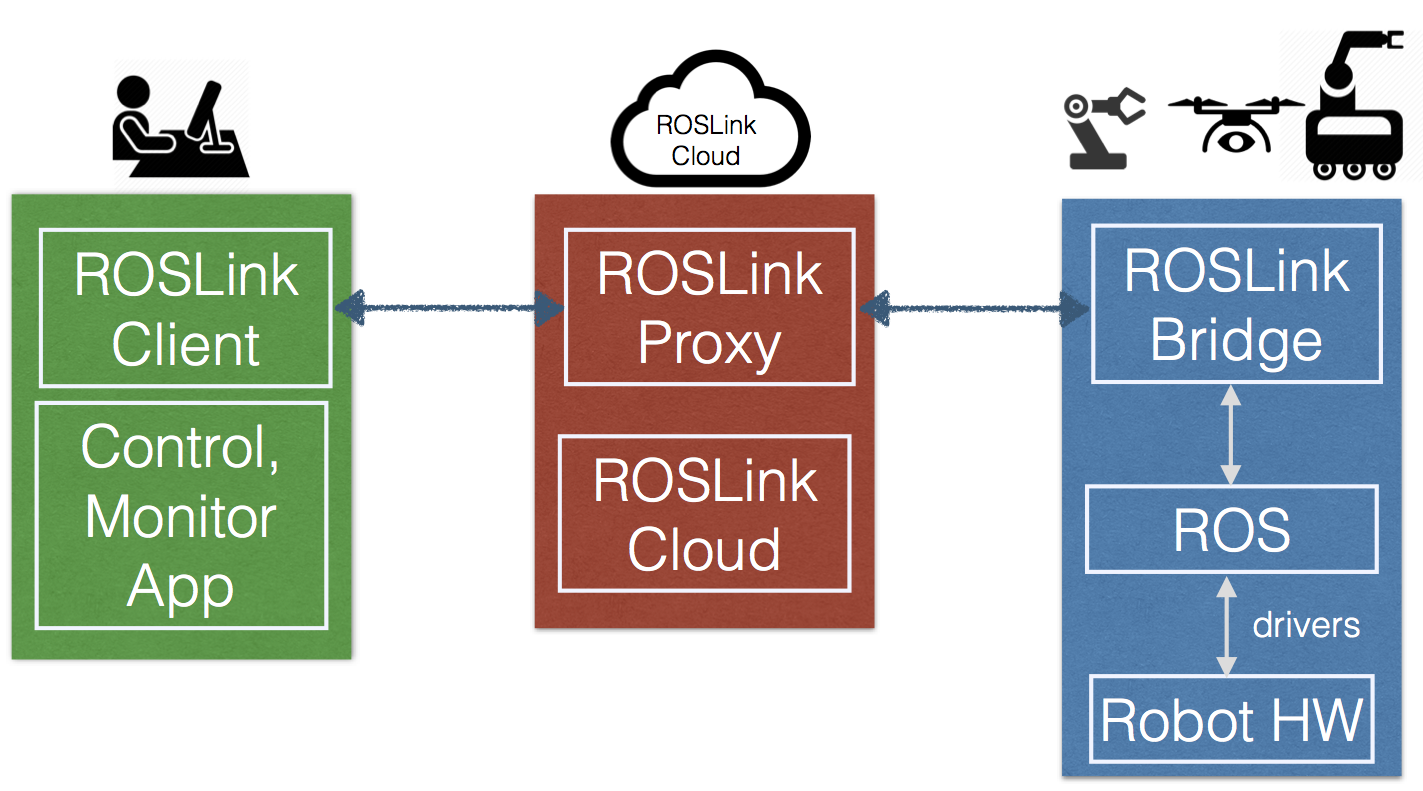 ROSLink
Cloud
ROSLink
Client
Control,
Monitor
App
ROSLink
Proxy
ROSLink
Cloud
ROSLink
Bridge
ROS
drivers
Robot HW